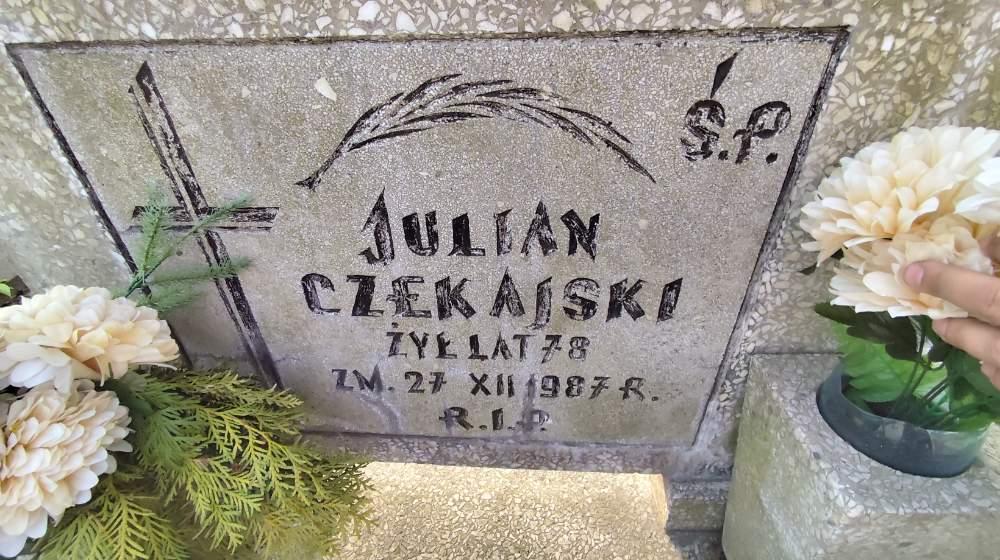 Ś.P.
JULIAN
CZEKAJSKI
ŻYŁ LAT 78
ZM. 27 XII 1987 R.
R.I.P.